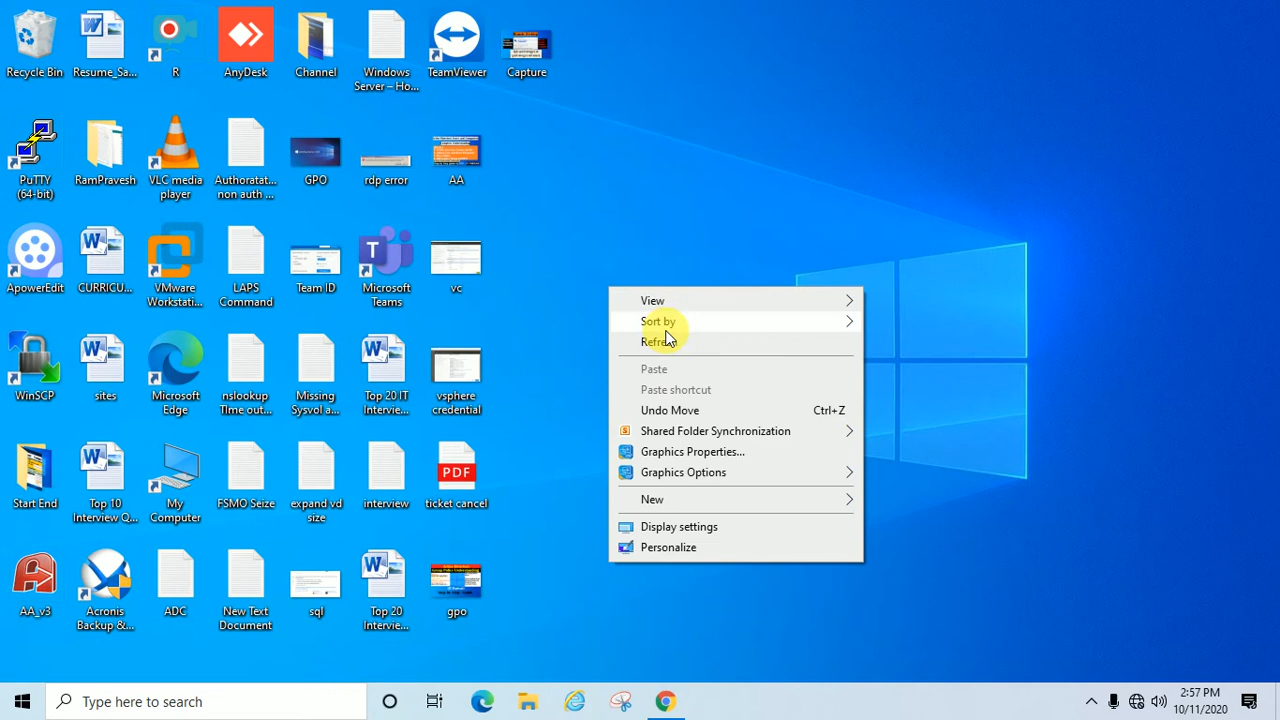 Recycle Bin
Resume_Sa...
R
AnyDesk
Channel
Windows
Server – Ho...
TeamViewer
Capture
PuTTY
(64-bit)
RamPravesh
VLC media
player
Authoratat...
non auth ...
GPO
rdp error
AA
ApowerEdit
CURRICU...
VMware
Workstati...
LAPS
Command
Team ID
Microsoft
Teams
vc
WinSCP
sites
Microsoft
Edge
nslookup
TIme out...
Missing
Sysvol a...
Top 20 IT
Intervie...
vsphere
credential
Start End
Top 10
Interview Q...
My
Computer
FSMO Seize
expand vd
size
interview
PDF
ticket cancel
AA_v3
Acronis
Backup &...
ADC
New Text
Document
sql
Top 20
Intervie...
gpo
View
Sort by
Refresh
Paste
Paste shortcut
Undo Move Ctrl+Z
Shared Folder Synchronization
Graphics Properties...
Graphics Options
New
Display settings
Personalize
Type here to search
2:57 PM
10/11/2020